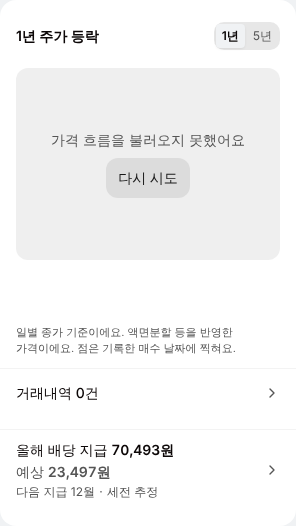 1년 주가 등락
1년 5년
가격 흐름을 불러오지 못했어요
다시 시도
일별 종가 기준이에요. 액면분할 등을 반영한
가격이에요. 점은 기록한 매수 날짜에 찍혀요.
거래내역 0건
올해 배당 지급 70,493원
예상 23,497원
다음 지급 12월 · 세전 추정